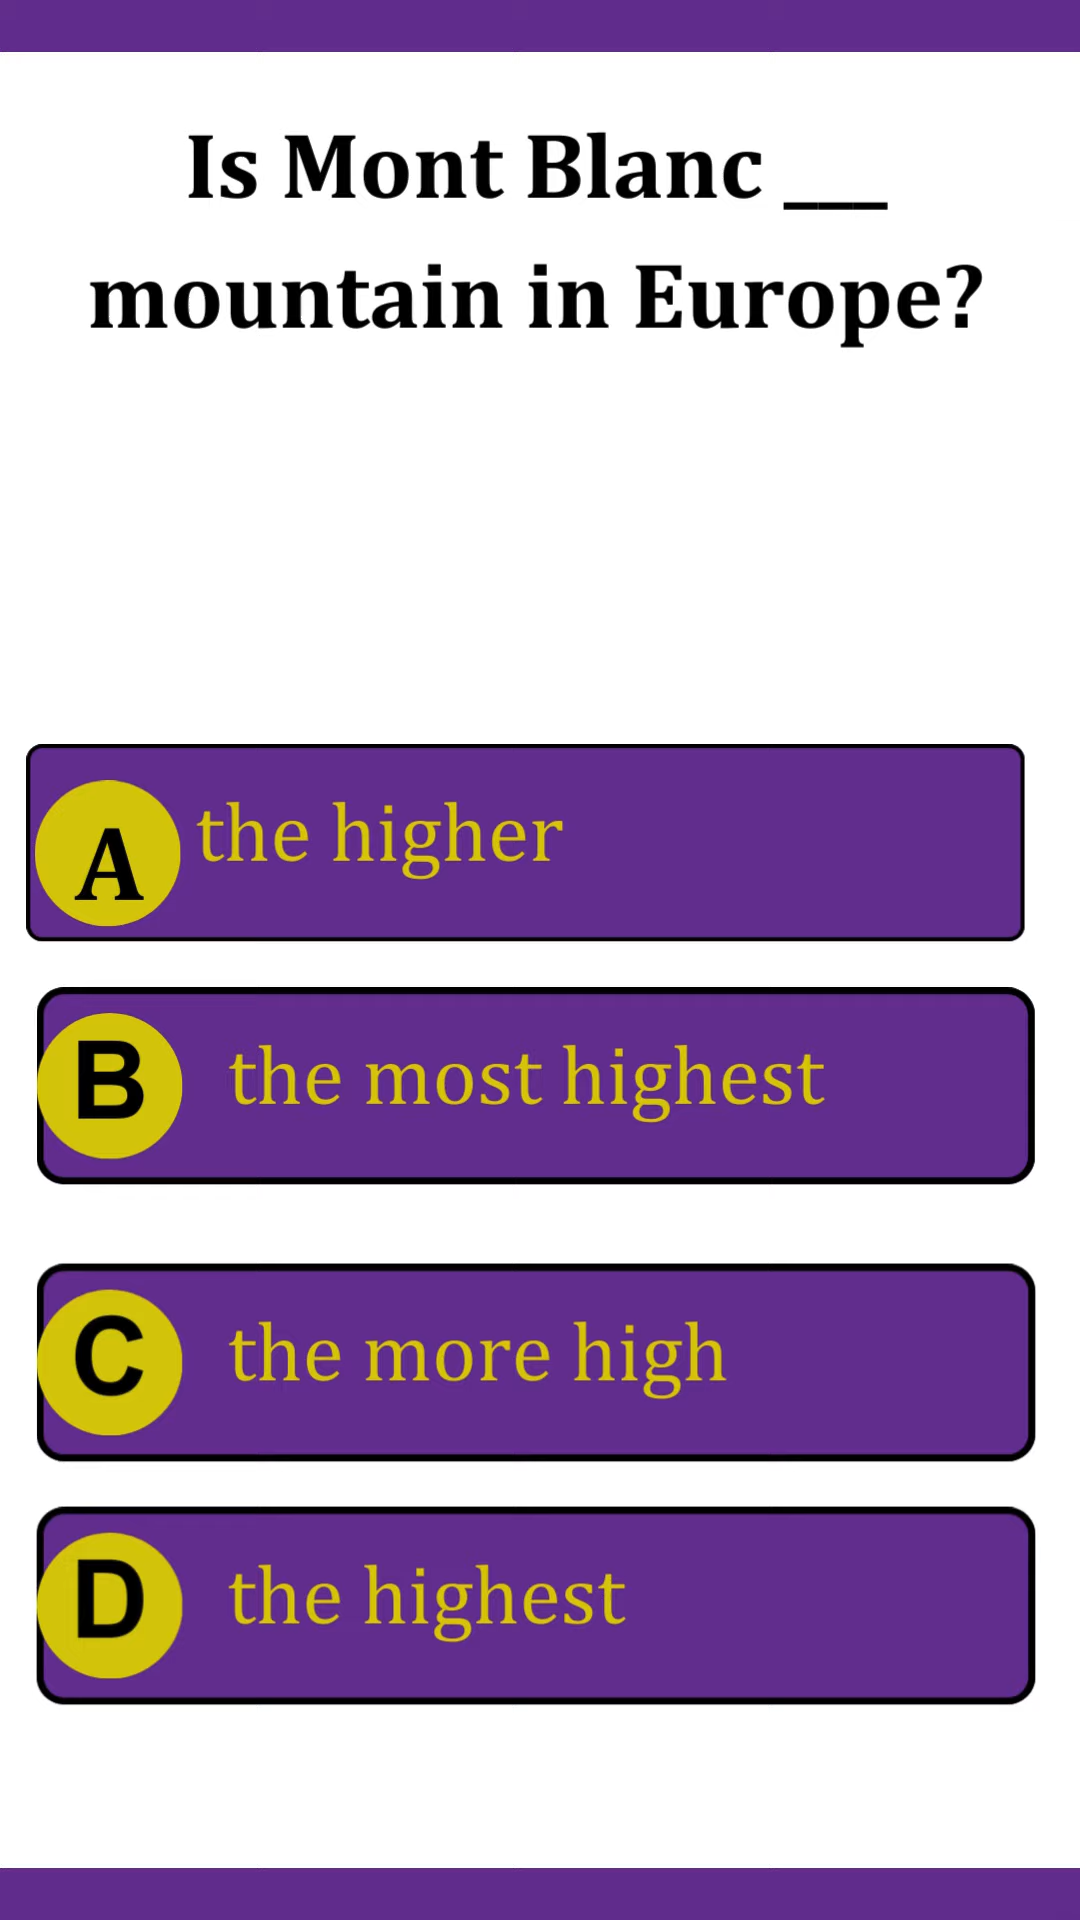 Is Mont Blanc ___
mountain in Europe?
A the higher
B the most highest
C the more high
D the highest